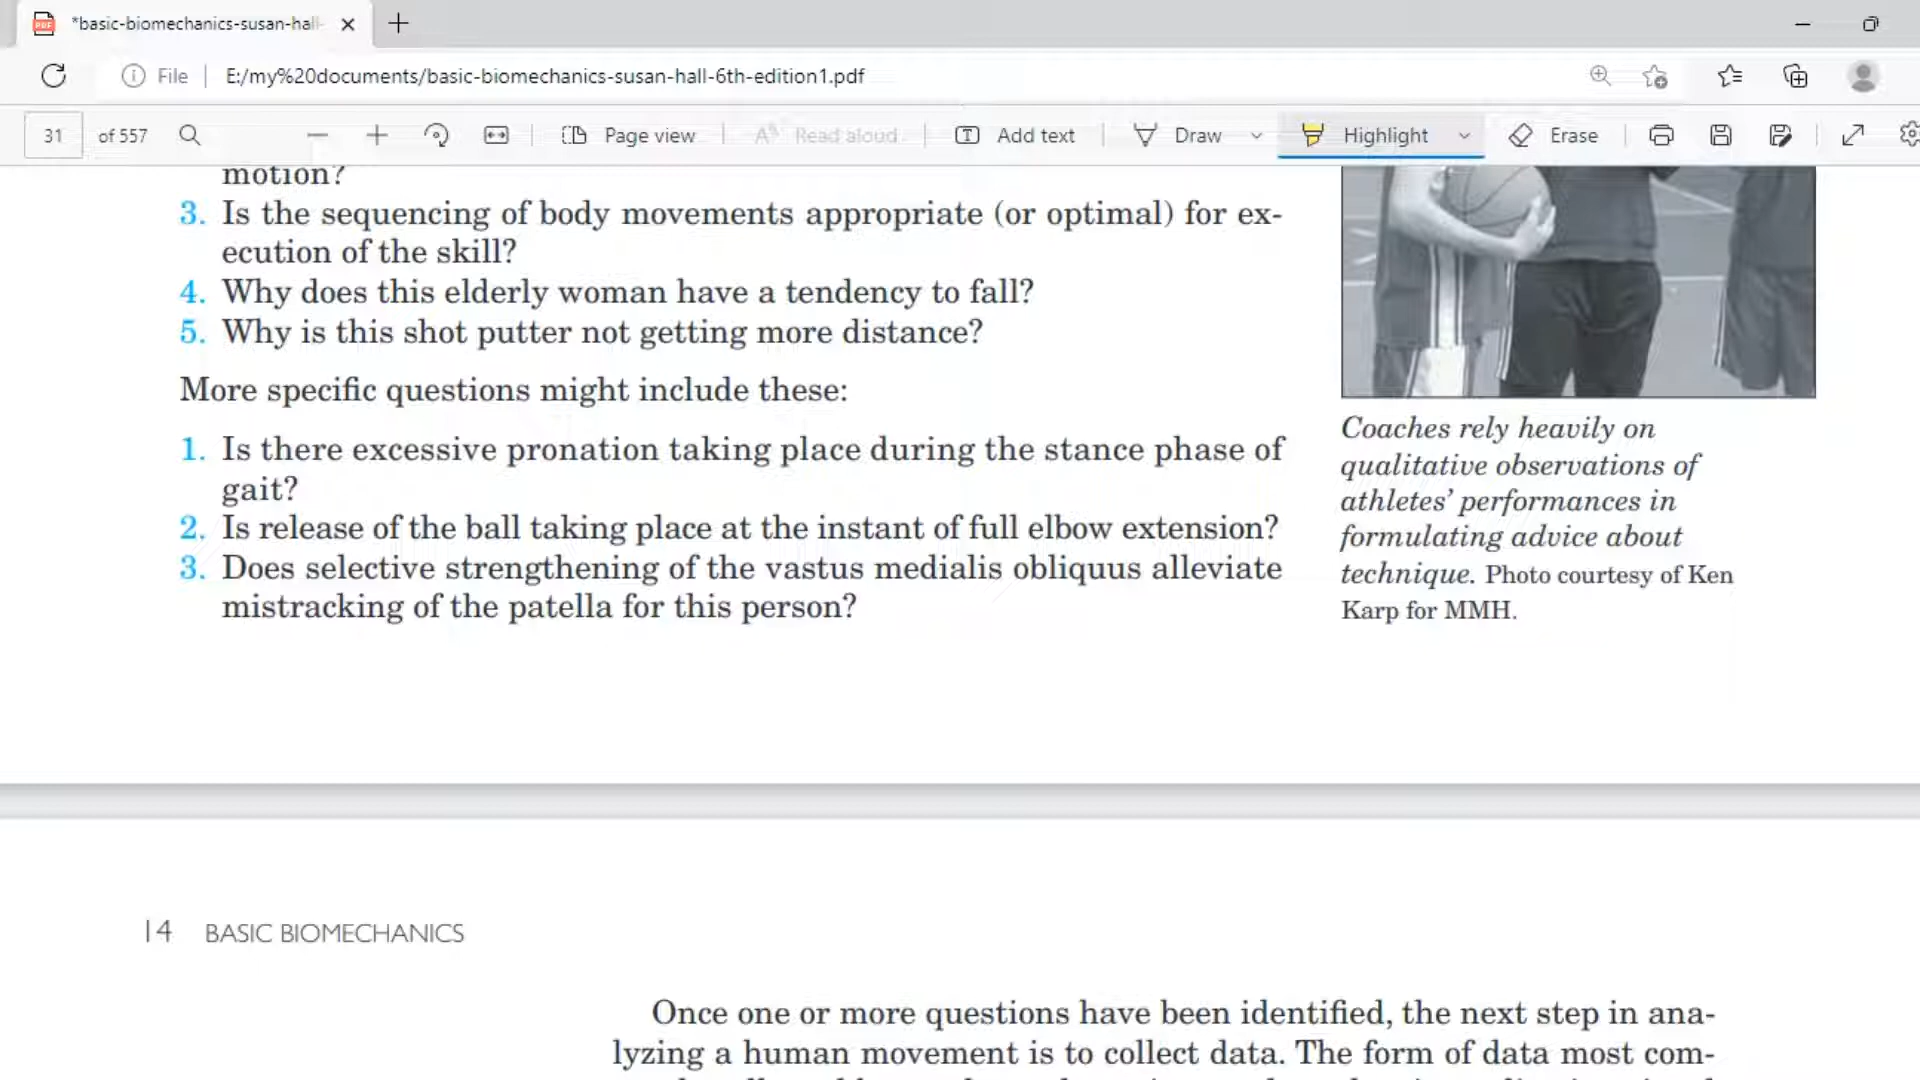 *basic-biomechanics-susan-hall-
File
E:/my%20documents/basic-biomechanics-susan-hall-6th-edition1.pdf
31 of 557
Page view
Read aloud
Add text
Draw
Highlight
Erase
motion?
3. Is the sequencing of body movements appropriate (or optimal) for ex-
ecution of the skill?
4. Why does this elderly woman have a tendency to fall?
5. Why is this shot putter not getting more distance?
More specific questions might include these:
1. Is there excessive pronation taking place during the stance phase of
gait?
2. Is release of the ball taking place at the instant of full elbow extension?
3. Does selective strengthening of the vastus medialis obliquus alleviate
mistracking of the patella for this person?
Coaches rely heavily on
qualitative observations of
athletes’ performances in
formulating advice about
technique. Photo courtesy of Ken
Karp for MMH.
14 BASIC BIOMECHANICS
Once one or more questions have been identified, the next step in ana-
lyzing a human movement is to collect data. The form of data most com-